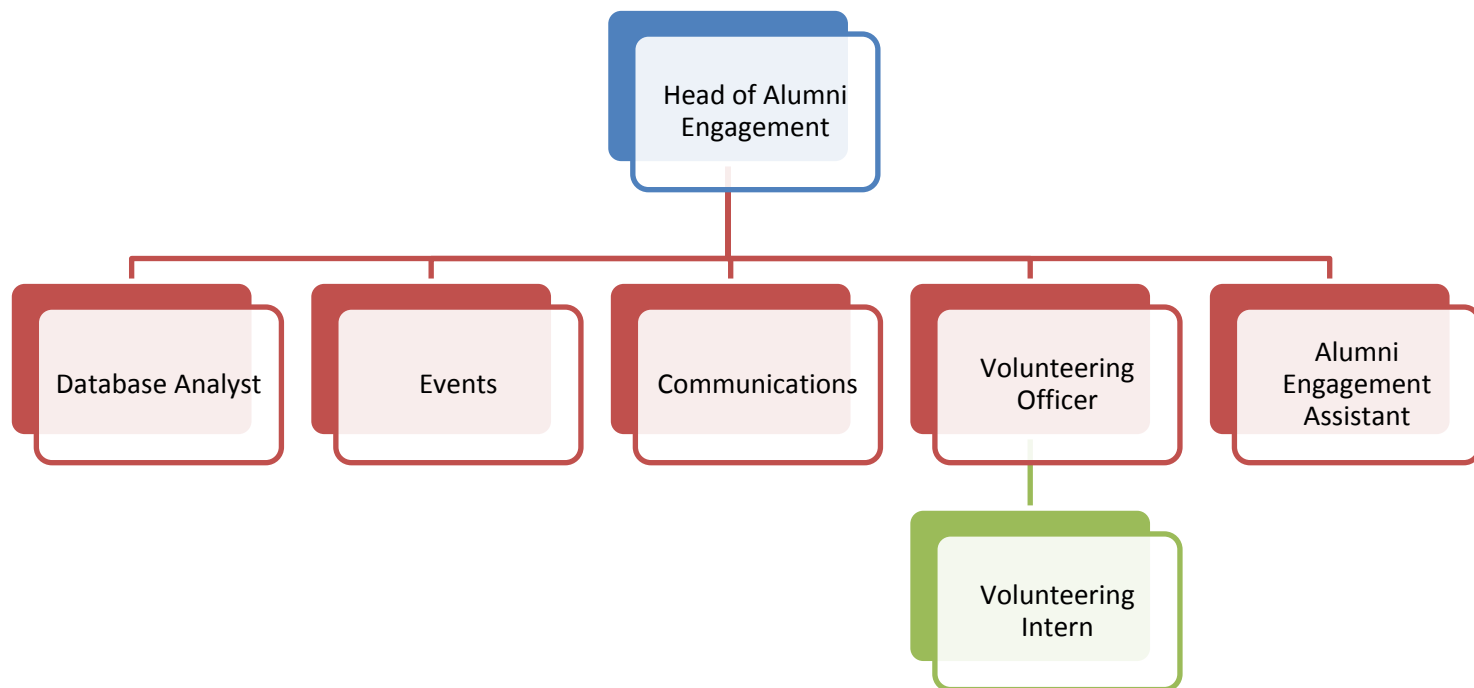 Head of Alumni
Engagement
Database Analyst
Events
Communications
Volunteering
Officer
Alumni
Engagement
Assistant
Volunteering
Intern